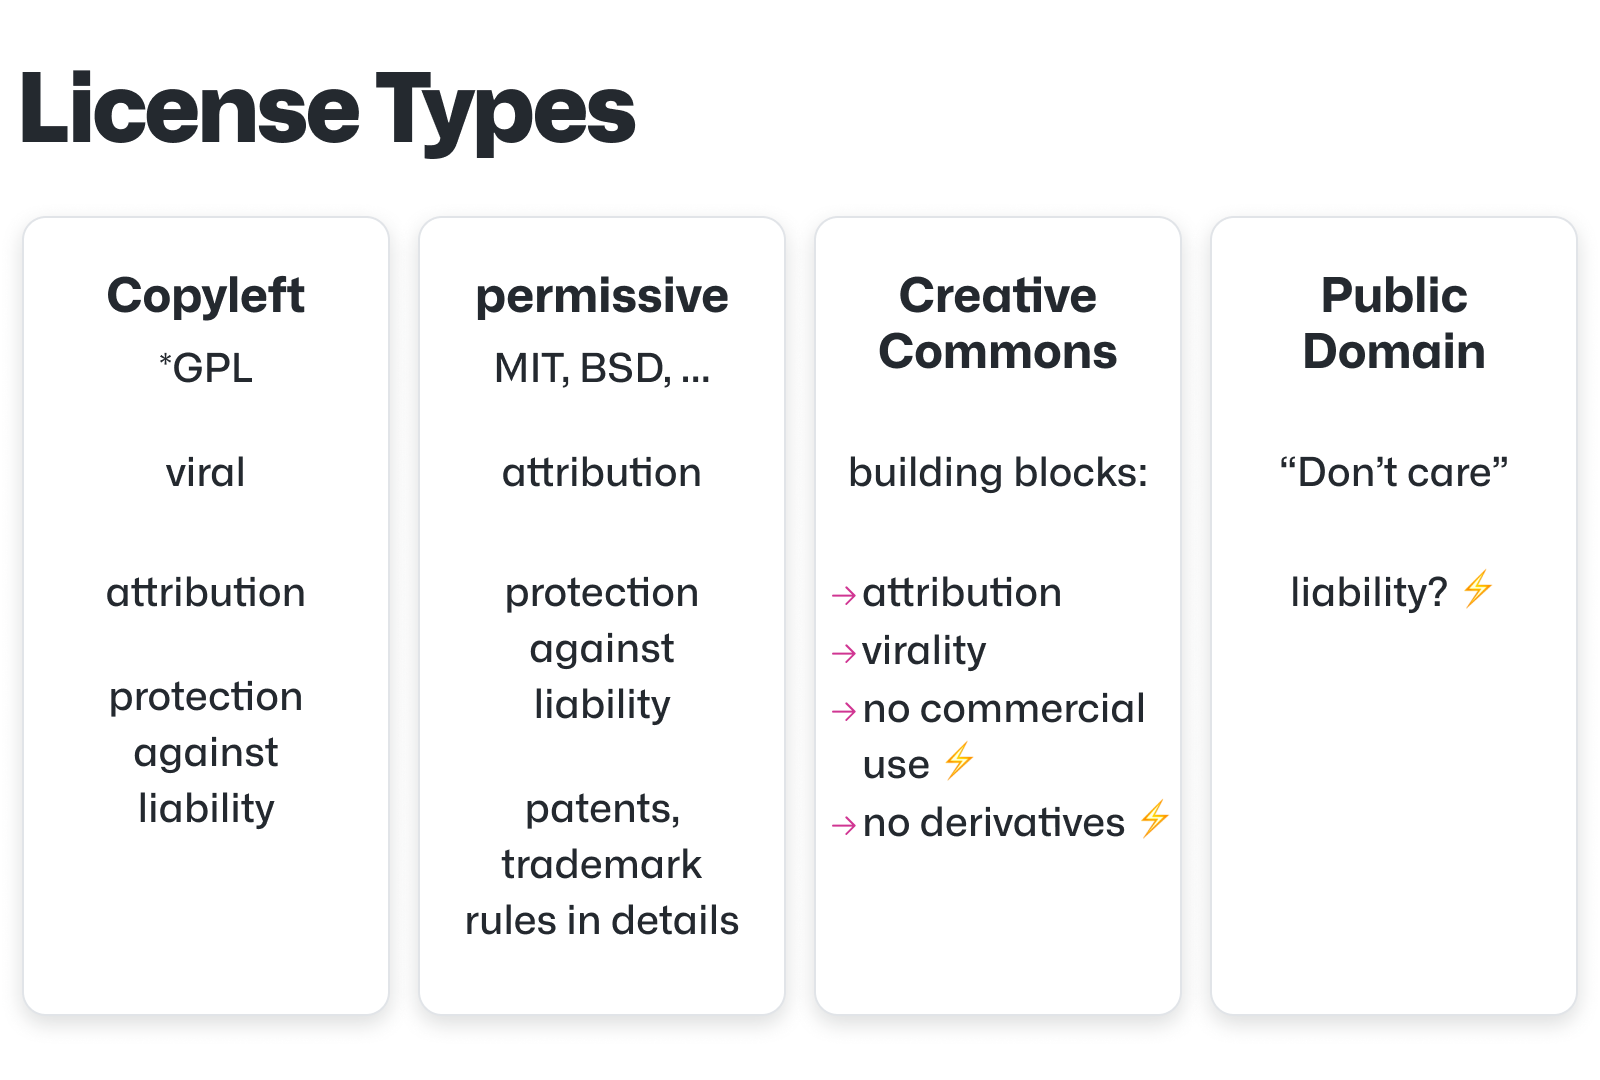 License Types
Copyleft
*GPL
viral
attribution
protection
against
liability
permissive
MIT, BSD, ...
attribution
protection
against
liability
patents,
trademark
rules in details
Creative
Commons
building blocks:
→ attribution
→ virality
→ no commercial
use ⚡
→ no derivatives ⚡
Public
Domain
“Don’t care”
liability? ⚡